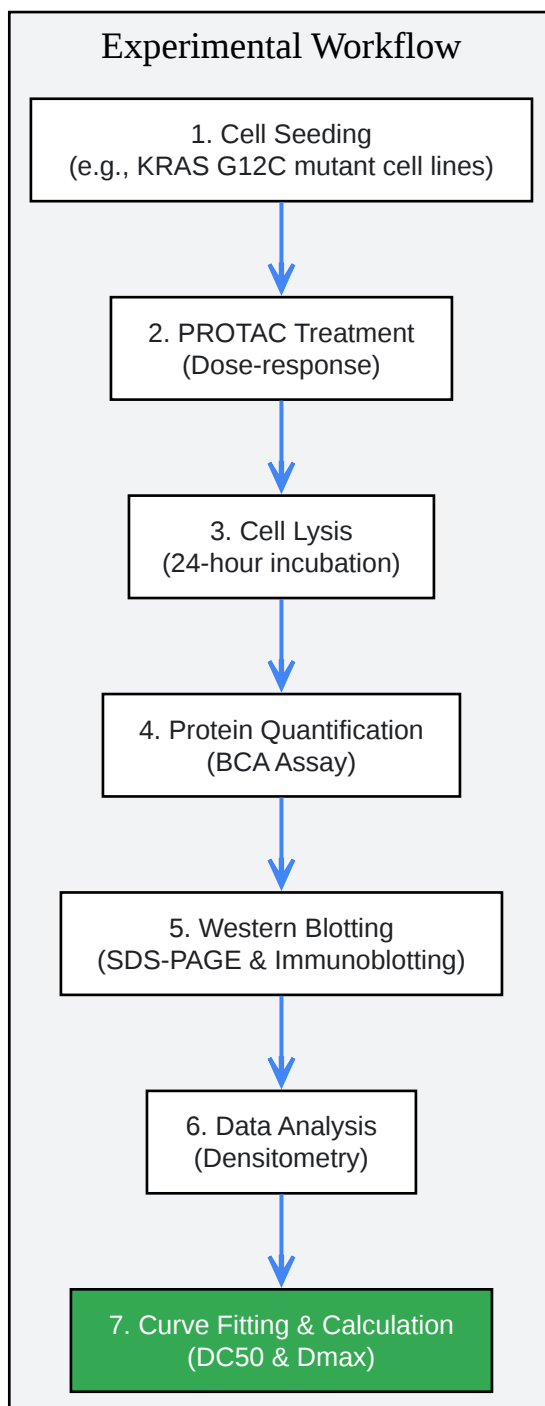 Experimental Workflow
1. Cell Seeding
(e.g., KRAS G12C mutant cell lines)
2. PROTAC Treatment
(Dose-response)
3. Cell Lysis
(24-hour incubation)
4. Protein Quantification
(BCA Assay)
5. Western Blotting
(SDS-PAGE & Immunoblotting)
6. Data Analysis
(Densitometry)
7. Curve Fitting & Calculation
(DC50 & Dmax)